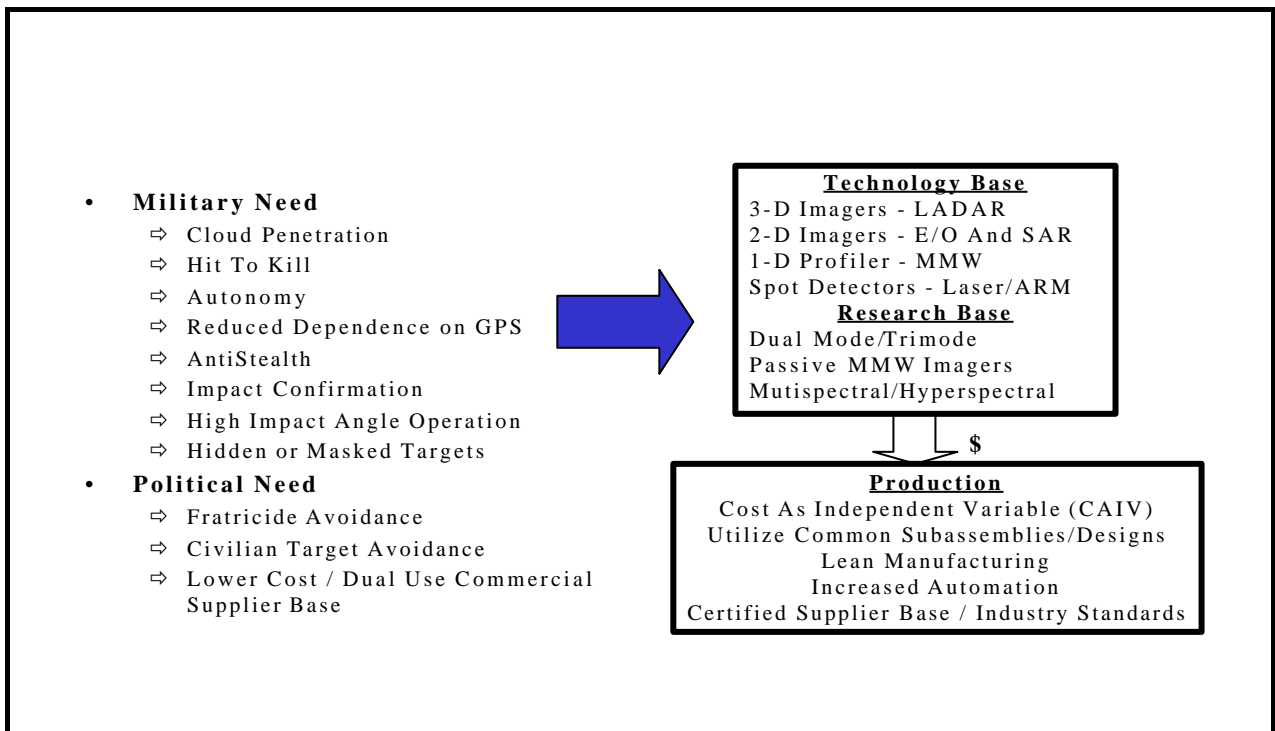 • Military Need
⇨ Cloud Penetration
⇨ Hit To Kill
⇨ Autonomy
⇨ Reduced Dependence on GPS
⇨ AntiStealth
⇨ Impact Confirmation
⇨ High Impact Angle Operation
⇨ Hidden or Masked Targets
• Political Need
⇨ Fratricide Avoidance
⇨ Civilian Target Avoidance
⇨ Lower Cost / Dual Use Commercial
Supplier Base
Technology Base
3-D Imagers - LADAR
2-D Imagers - E/O And SAR
1-D Profiler - MMW
Spot Detectors - Laser/ARM
Research Base
Dual Mode/Trimode
Passive MMW Imagers
Mutispectral/Hyperspectral
$
Production
Cost As Independent Variable (CAIV)
Utilize Common Subassemblies/Designs
Lean Manufacturing
Increased Automation
Certified Supplier Base / Industry Standards